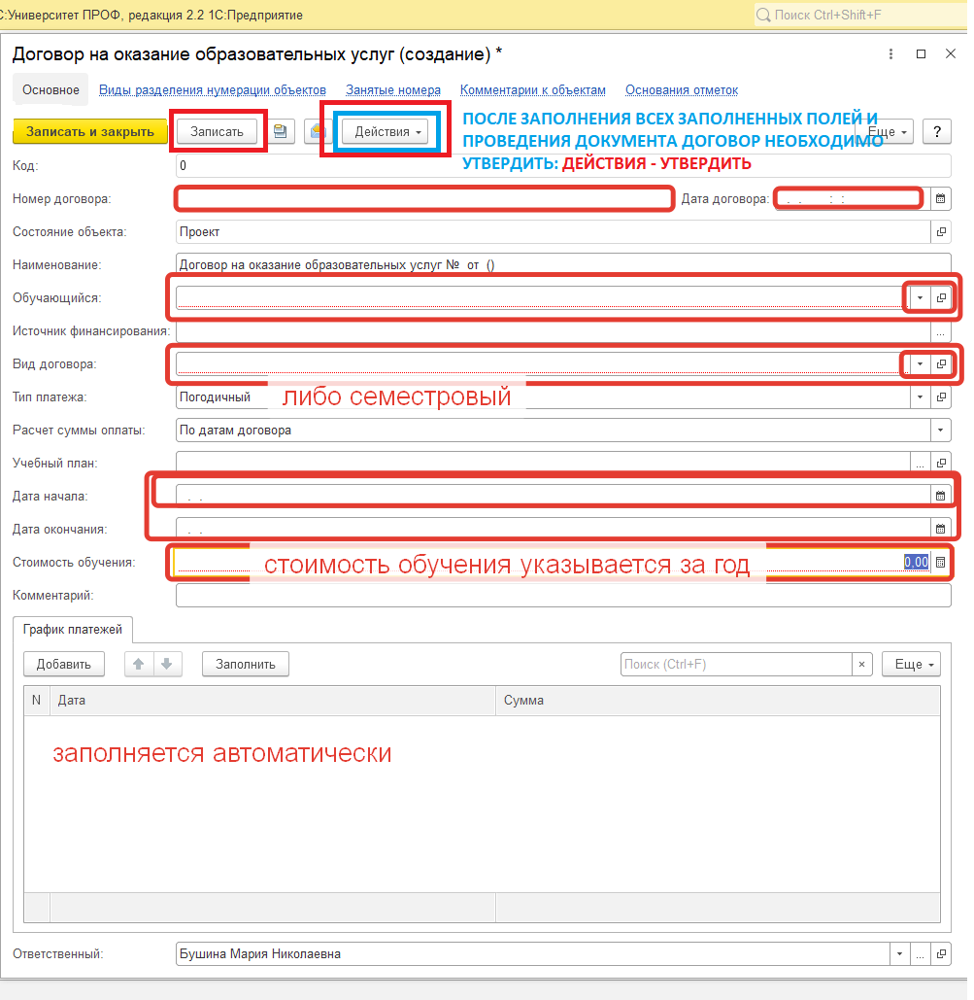 С:Университет ПРОФ, редакция 2.2 1С:Предприятие
Поиск Ctrl+Shift+F
Договор на оказание образовательных услуг (создание) *
Основное Виды разделения нумерации объектов Занятые номера Комментарии к объектам Основания отметок
Записать и закрыть Записать Действия Еще ?
ПОСЛЕ ЗАПОЛНЕНИЯ ВСЕХ ЗАПОЛНЕННЫХ ПОЛЕЙ И
ПРОВЕДЕНИЯ ДОКУМЕНТА ДОГОВОР НЕОБХОДИМО
УТВЕРДИТЬ: ДЕЙСТВИЯ - УТВЕРДИТЬ
Код: 0
Номер договора: Дата договора: . . : :
Состояние объекта: Проект
Наименование: Договор на оказание образовательных услуг № от ()
Обучающийся:
Источник финансирования: ...
Вид договора:
Тип платежа: Погодичный либо семестровый
Расчет суммы оплаты: По датам договора
Учебный план: ...
Дата начала: . .
Дата окончания: . .
Стоимость обучения: стоимость обучения указывается за год 0,00
Комментарий:
График платежей
Добавить Заполнить Поиск (Ctrl+F) × Еще
N Дата Сумма
заполняется автоматически
Ответственный: Бушина Мария Николаевна ...